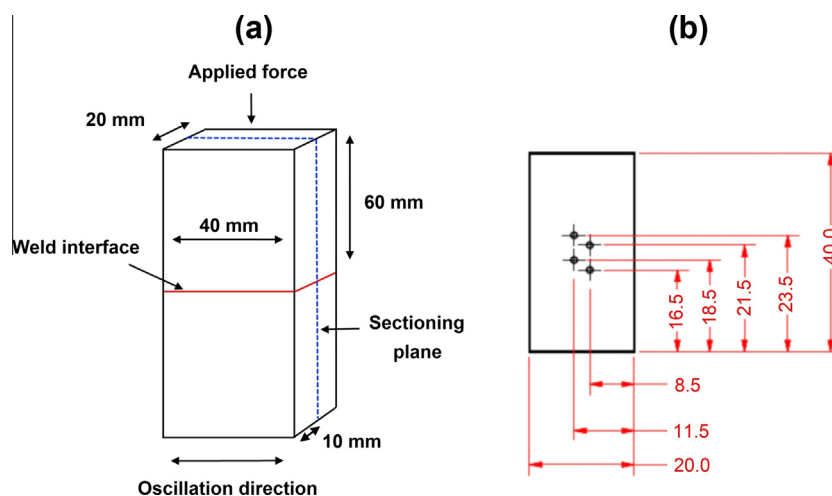 (a)
Applied force
20 mm
60 mm
40 mm
Weld interface
Sectioning
plane
10 mm
Oscillation direction
(b)
16.5
18.5
21.5
23.5
40.0
8.5
11.5
20.0